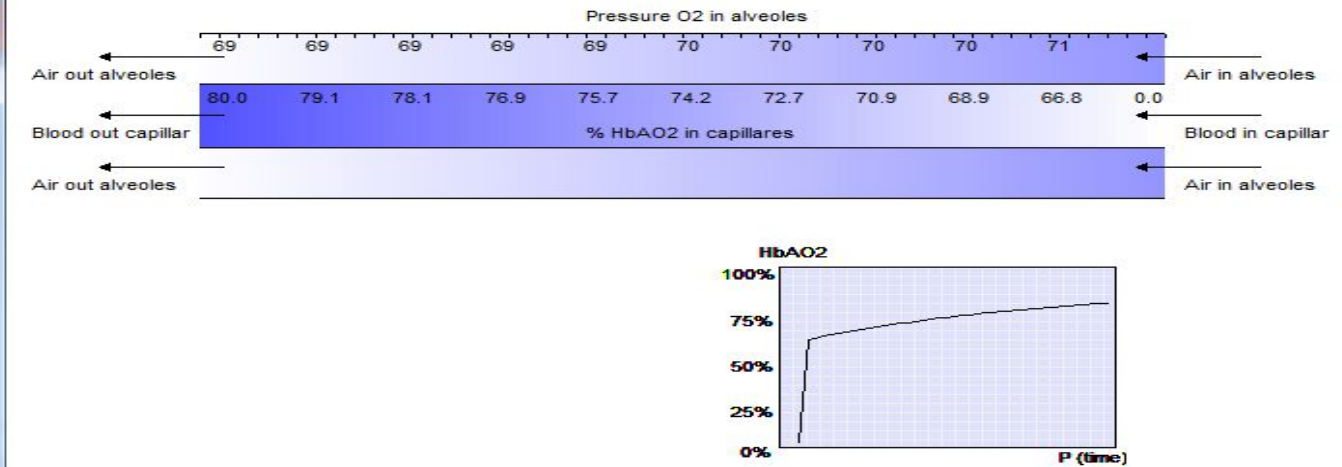 Pressure O2 in alveoles
69 69 69 69 69 70 70 70 70 71
Air out alveoles
Air in alveoles
80.0 79.1 78.1 76.9 75.7 74.2 72.7 70.9 68.9 66.8 0.0
Blood out capillar
% HbAO2 in capillares
Blood in capillar
Air out alveoles
Air in alveoles
HbAO2
100%
75%
50%
25%
0%
P (time)